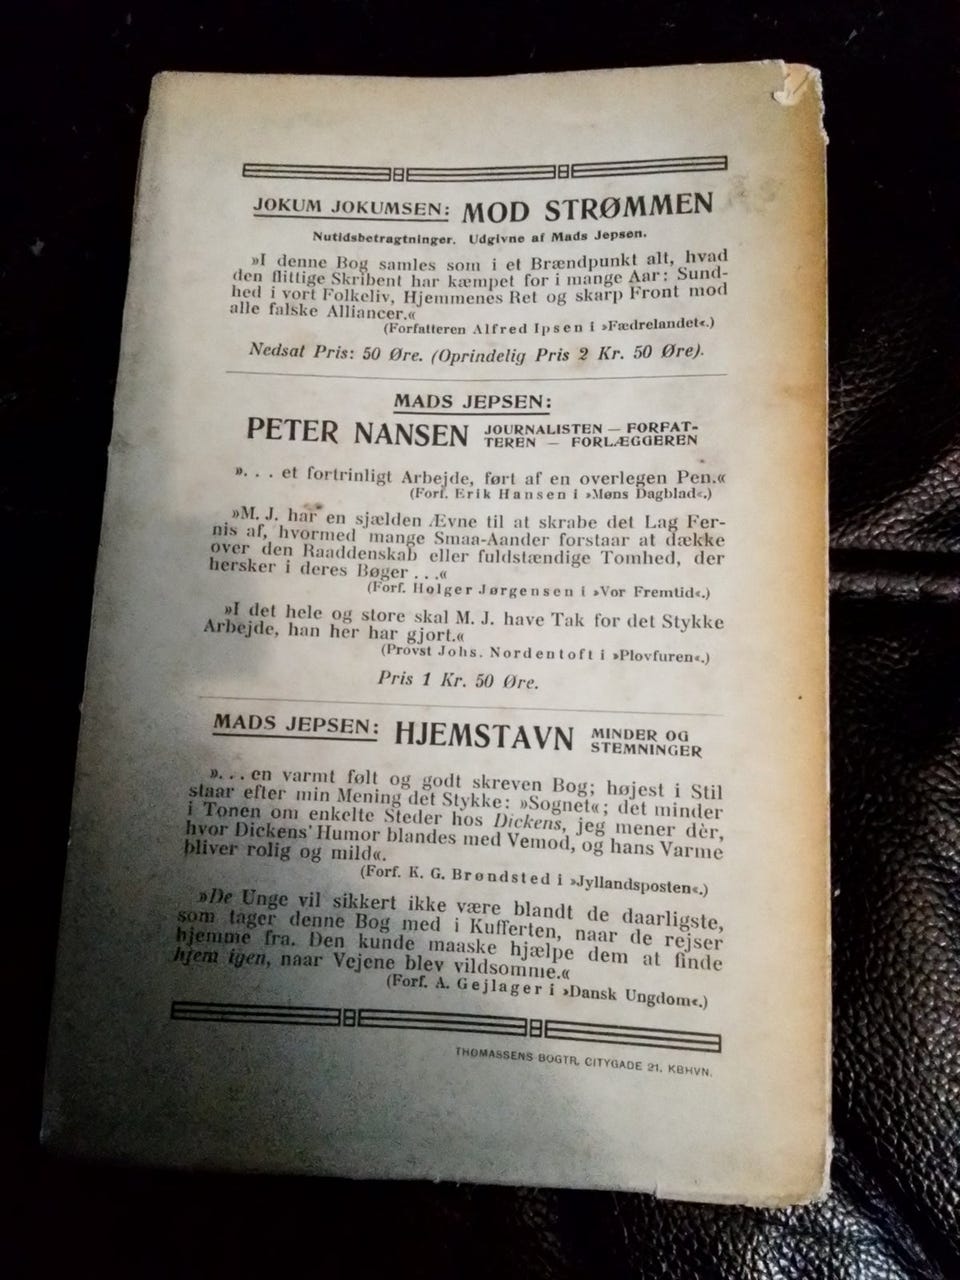 JOKUM JOKUMSEN: MOD STRØMMEN
Nutidsbetragtninger. Udgivne af Mads Jepsen.
»I denne Bog samles som i et Brændpunkt alt, hvad
den flittige Skribent har kæmpet for i mange Aar: Sund-
hed i vort Folkeliv, Hjemmenes Ret og skarp Front mod
alle falske Alliancer.«
(Forfatteren Alfred Ipsen i »Fædrelandet«.)
Nedsat Pris: 50 Øre. (Oprindelig Pris 2 Kr. 50 Øre).
MADS JEPSEN:
PETER NANSEN JOURNALISTEN — FORFAT-
TEREN — FORLÆGGEREN
». . . et fortrinligt Arbejde, ført af en overlegen Pen.«
(Forf. Erik Hansen i »Møns Dagblad«.)
»M. J. har en sjælden Ævne til at skrabe det Lag Fer-
nis af, hvormed mange Smaa-Aander forstaar at dække
over den Raaddenskab eller fuldstændige Tomhed, der
hersker i deres Bøger . . .«
(Forf. Holger Jørgensen i »Vor Fremtid«.)
»I det hele og store skal M. J. have Tak for det Stykke
Arbejde, han her har gjort.«
(Provst Johs. Nordentoft i »Plovfuren«.)
Pris 1 Kr. 50 Øre.
MADS JEPSEN: HJEMSTAVN MINDER OG
STEMNINGER
». . . en varmt følt og godt skreven Bog; højest i Stil
staar efter min Mening det Stykke: »Sognet«; det minder
i Tonen om enkelte Steder hos Dickens, jeg mener dèr,
hvor Dickens' Humor blandes med Vemod, og hans Varme
bliver rolig og mild«.
(Forf. K. G. Brøndsted i »Jyllandsposten«.)
»De Unge vil sikkert ikke være blandt de daarligste,
som tager denne Bog med i Kufferten, naar de rejser
hjemme fra. Den kunde maaske hjælpe dem at finde
hjem igen, naar Vejene blev vildsomme.«
(Forf. A. Gejlager i »Dansk Ungdom«.)
THOMASSENS BOGTR. CITYGADE 21. KBHVN.